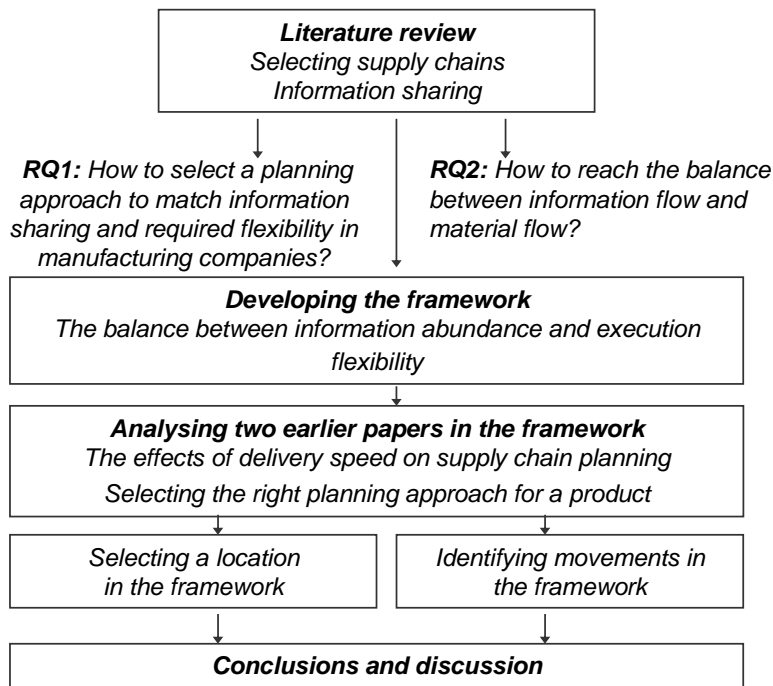 Literature review
Selecting supply chains
Information sharing
RQ1: How to select a planning
approach to match information
sharing and required flexibility in
manufacturing companies?
RQ2: How to reach the balance
between information flow and
material flow?
Developing the framework
The balance between information abundance and execution
flexibility
Analysing two earlier papers in the framework
The effects of delivery speed on supply chain planning
Selecting the right planning approach for a product
Selecting a location
in the framework
Identifying movements in
the framework
Conclusions and discussion